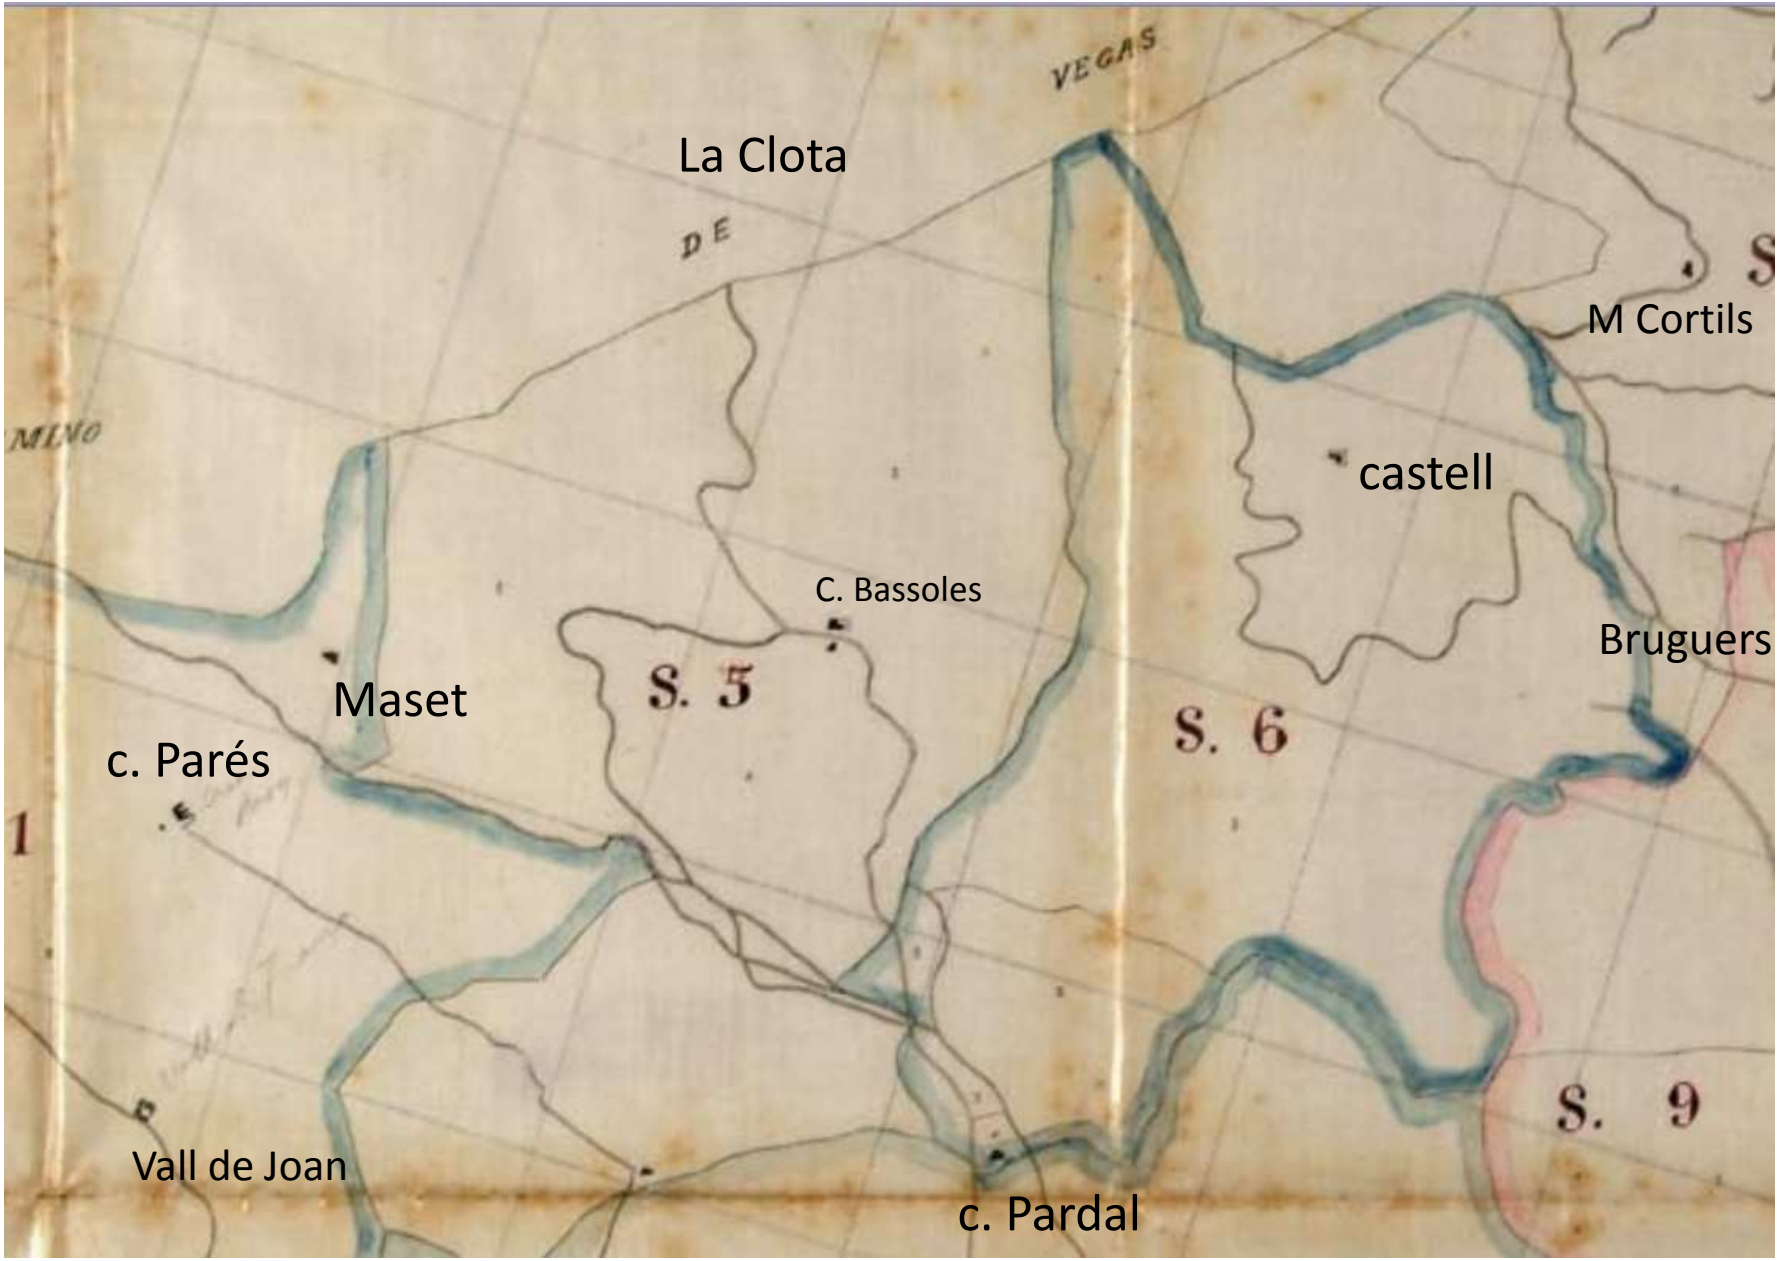 VEGAS
La Clota
DE
S
M Cortils
MINO
castell
C. Bassoles
Bruguers
S. 5
Maset
S. 6
c. Parés
1
S. 9
Vall de Joan
c. Pardal